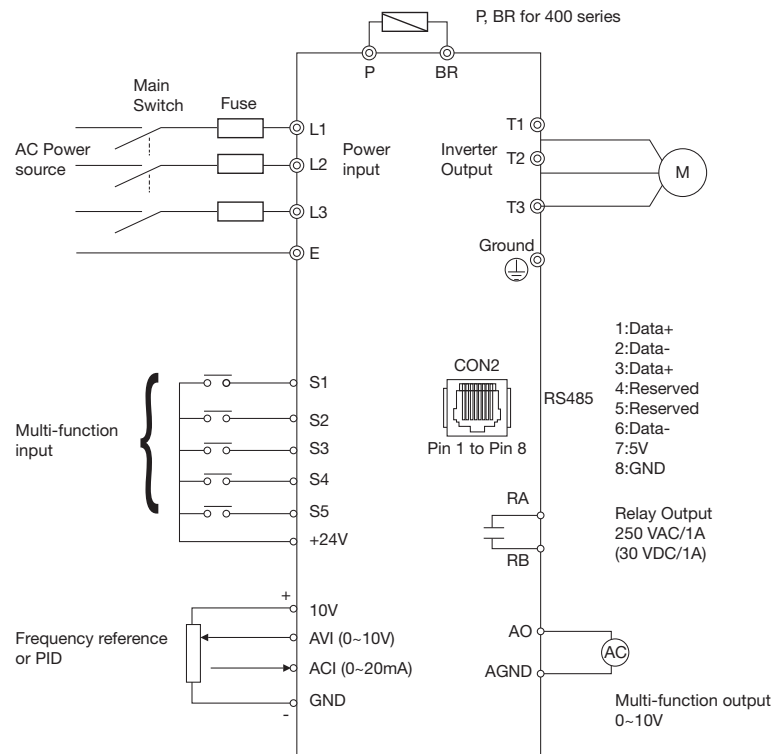 P, BR for 400 series
P
BR
Main
Switch
Fuse
AC Power
source
L1
L2
L3
E
Power
input
Inverter
Output
T1
T2
T3
Ground
M
Multi-function
input
S1
S2
S3
S4
S5
+24V
CON2
Pin 1 to Pin 8
RS485
1:Data+
2:Data-
3:Data+
4:Reserved
5:Reserved
6:Data-
7:5V
8:GND
RA
RB
Relay Output
250 VAC/1A
(30 VDC/1A)
Frequency reference
or PID
+
10V
AVI (0~10V)
ACI (0~20mA)
GND
-
AO
AGND
AC
Multi-function output
0~10V